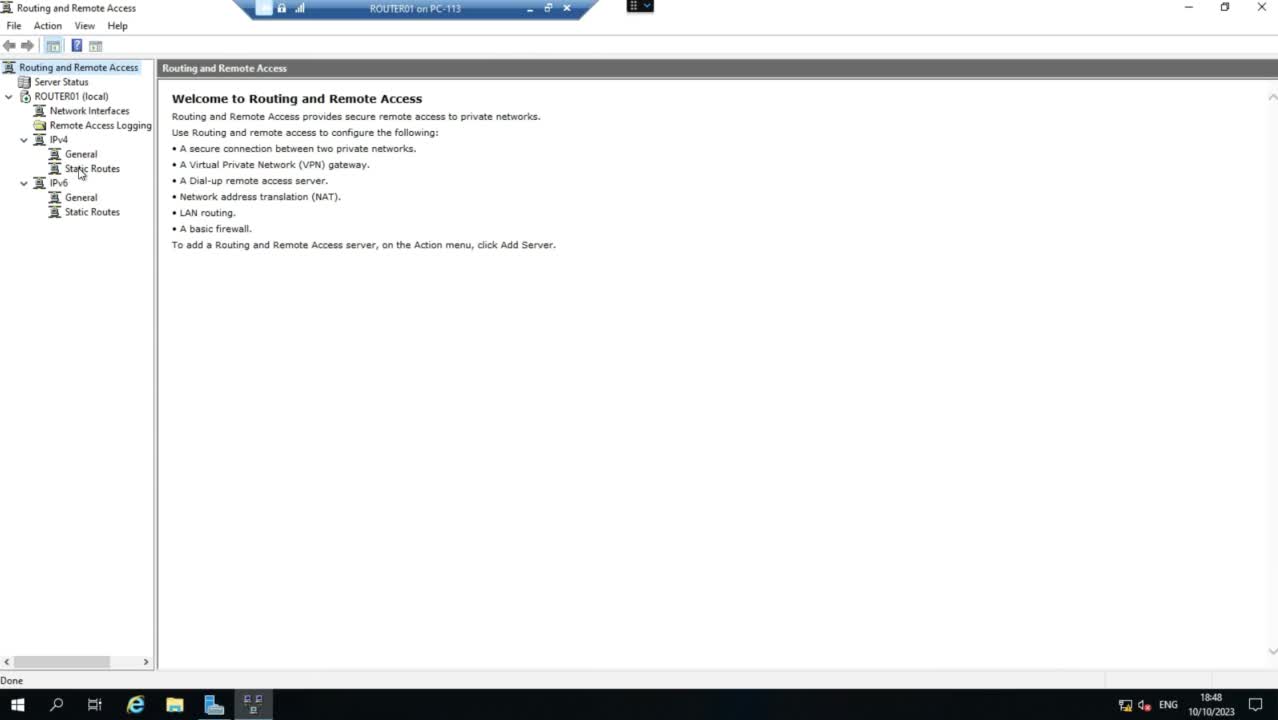 Routing and Remote Access
ROUTER01 on PC-113
File Action View Help
Routing and Remote Access
Server Status
ROUTER01 (local)
Network Interfaces
Remote Access Logging
IPv4
General
Static Routes
IPv6
General
Static Routes
Routing and Remote Access
Welcome to Routing and Remote Access
Routing and Remote Access provides secure remote access to private networks.
Use Routing and remote access to configure the following:
• A secure connection between two private networks.
• A Virtual Private Network (VPN) gateway.
• A Dial-up remote access server.
• Network address translation (NAT).
• LAN routing.
• A basic firewall.
To add a Routing and Remote Access server, on the Action menu, click Add Server.
Done
ENG
18:48
10/10/2023